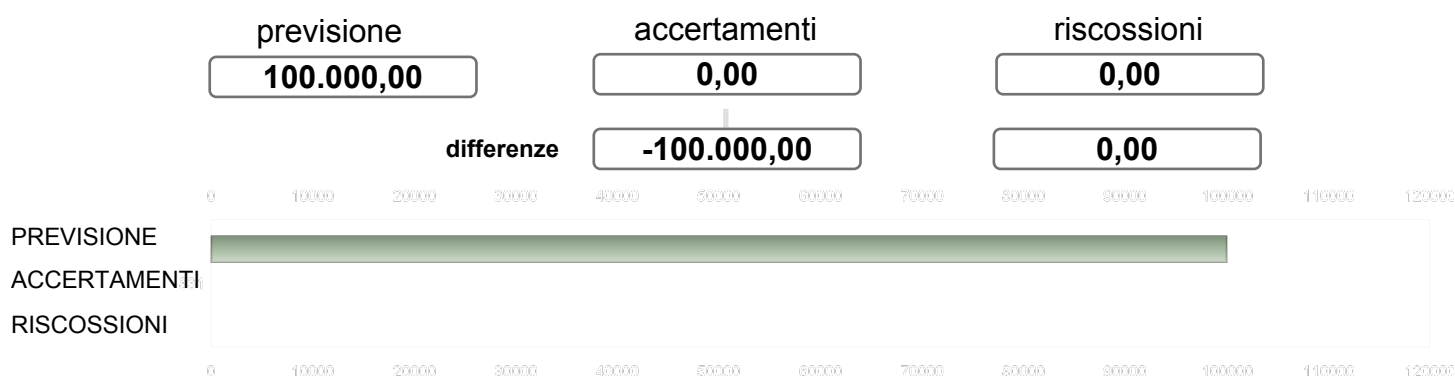 previsione accertamenti riscossioni
100.000,00 0,00 0,00
differenze -100.000,00 0,00
0 10000 20000 30000 40000 50000 60000 70000 80000 90000 100000 110000 120000
PREVISIONE
ACCERTAMENTI
RISCOSSIONI
0 10000 20000 30000 40000 50000 60000 70000 80000 90000 100000 110000 120000